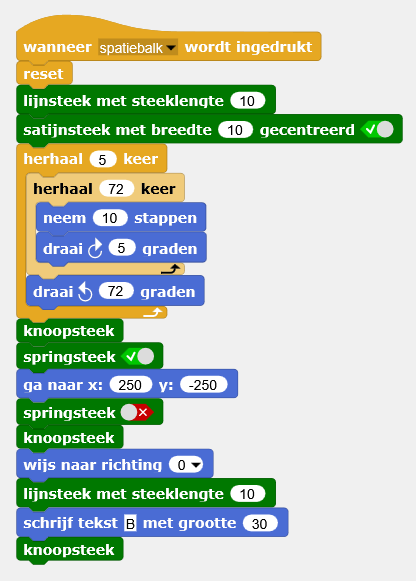 wanneer spatiebalk wordt ingedrukt
reset
lijnsteek met steeklengte 10
satijnsteek met breedte 10 gecentreerd
herhaal 5 keer
herhaal 72 keer
neem 10 stappen
draai 5 graden
draai 72 graden
knoopsteek
springsteek
ga naar x: 250 y: -250
springsteek
knoopsteek
wijs naar richting 0
lijnsteek met steeklengte 10
schrijf tekst B met grootte 30
knoopsteek